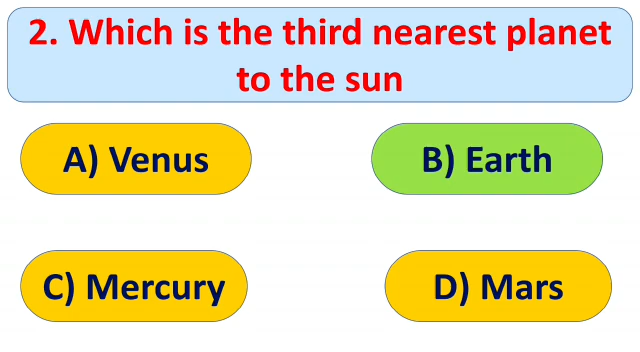 2. Which is the third nearest planet
to the sun
A) Venus
B) Earth
C) Mercury
D) Mars